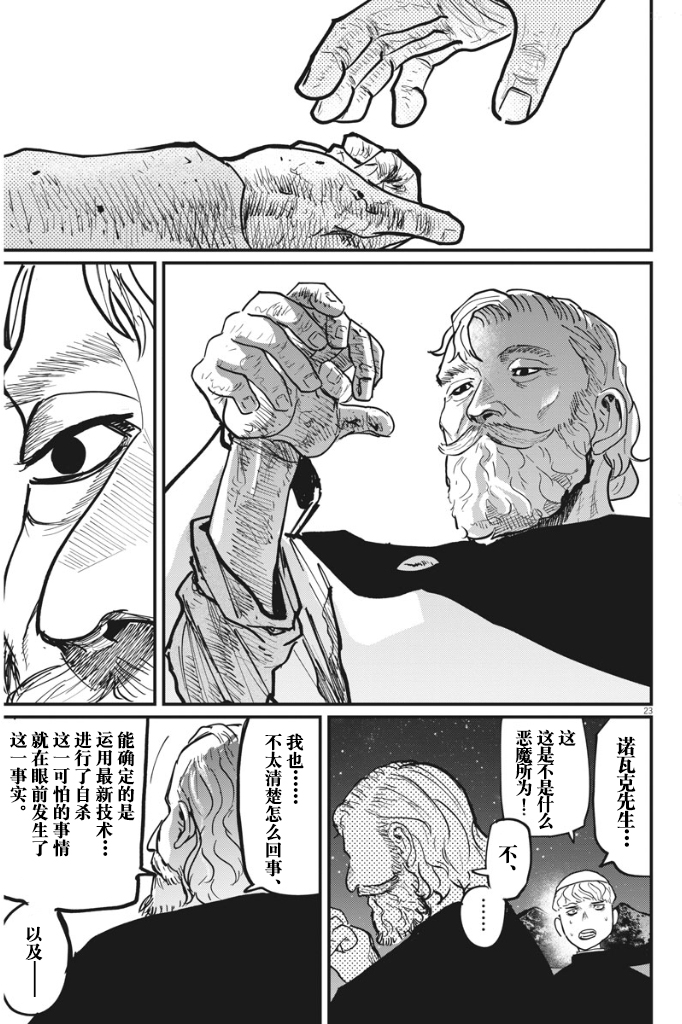 23
诺瓦克先生…
这
这是不是什么
恶魔所为！
不、
……
我也……
不太清楚怎么回事、
能确定的是
运用最新技术…
进行了自杀
这一可怕的事情
就在眼前发生了
这一事实。
以及——